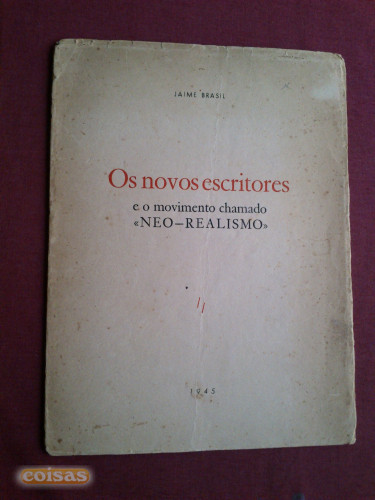 JAIME BRASIL
Os novos escritores
e o movimento chamado
«NEO–REALISMO»
1945
coisas